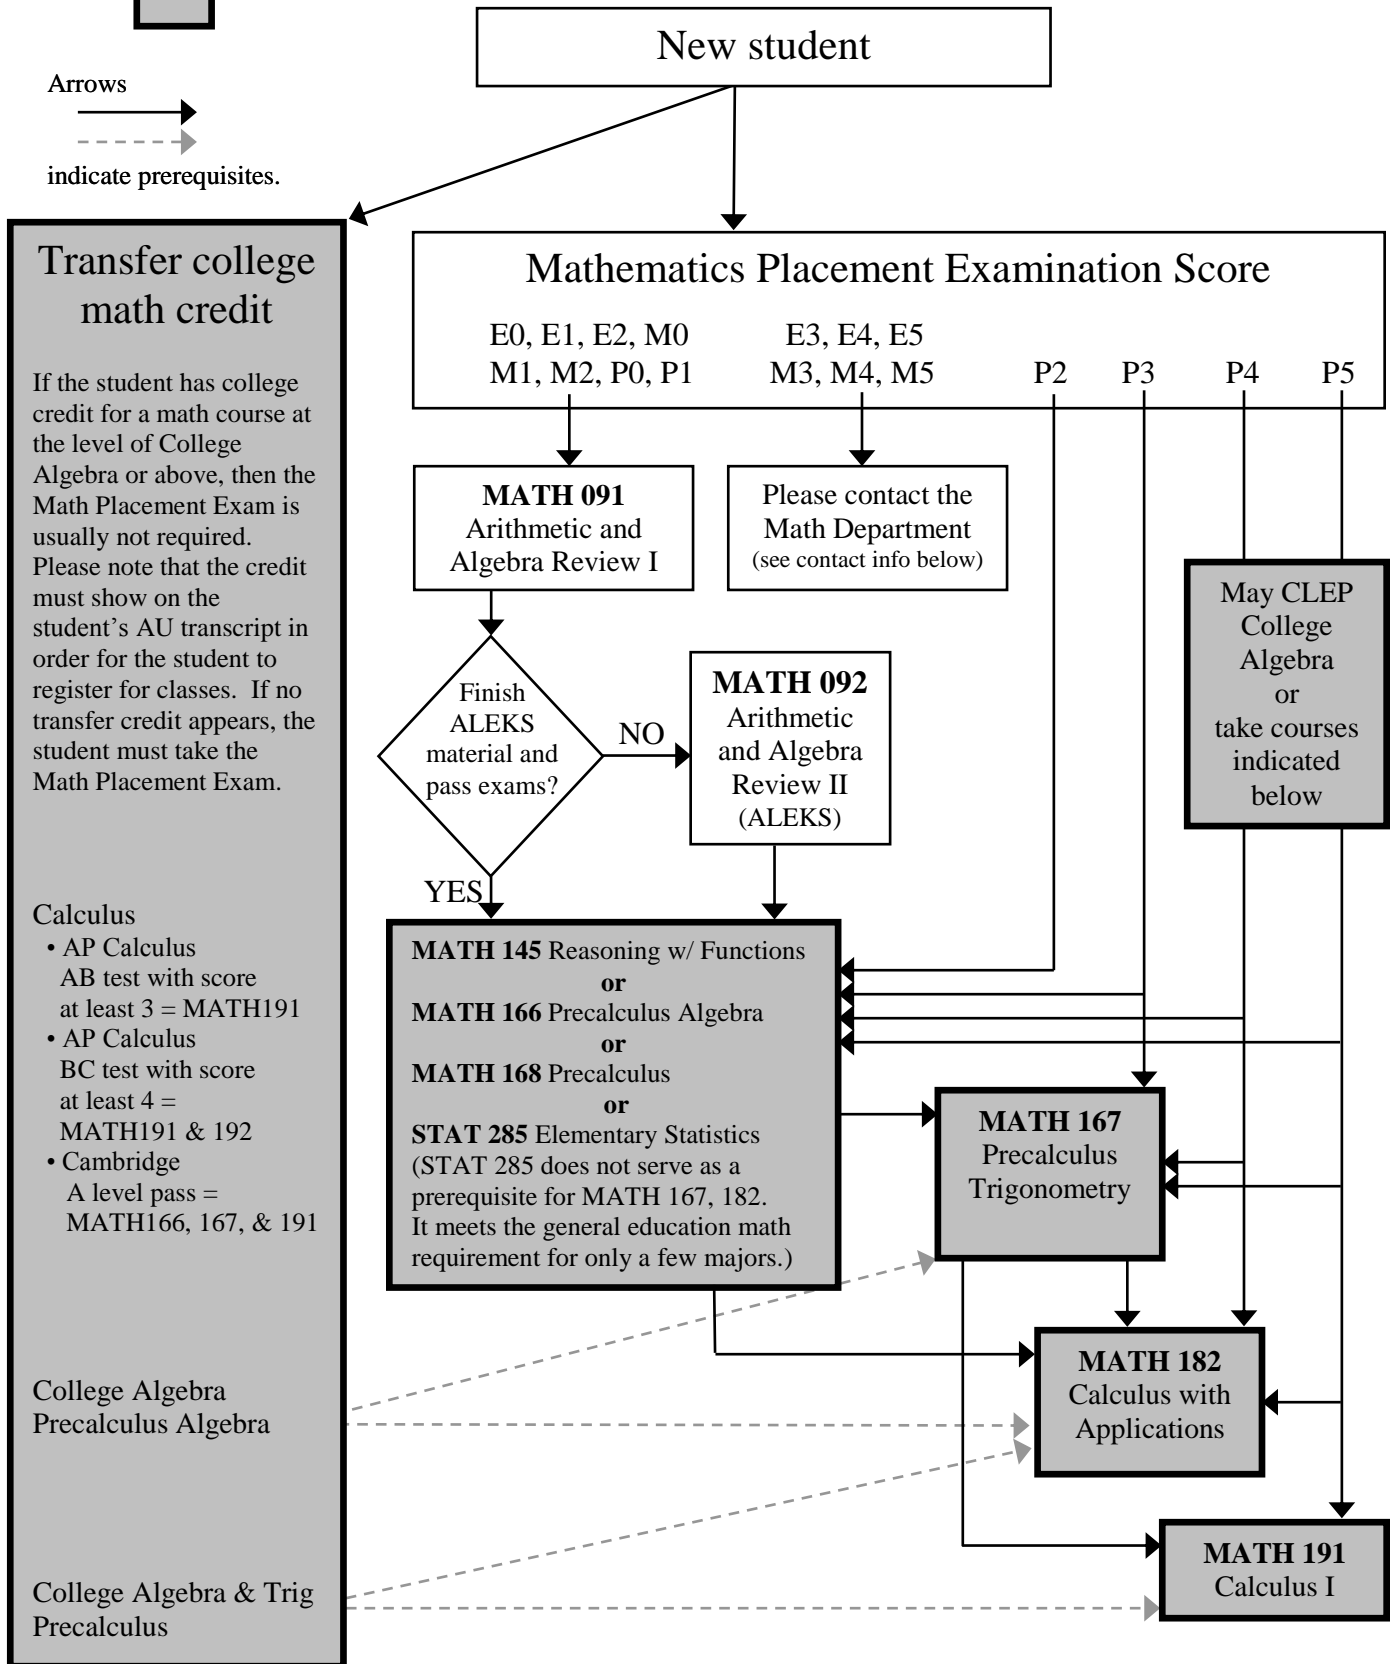 New student
Arrows
indicate prerequisites.
Transfer college
math credit
If the student has college
credit for a math course at
the level of College
Algebra or above, then the
Math Placement Exam is
usually not required.
Please note that the credit
must show on the
student’s AU transcript in
order for the student to
register for classes.  If no
transfer credit appears, the
student must take the
Math Placement Exam.
Calculus
• AP Calculus
AB test with score
at least 3 = MATH191
• AP Calculus
BC test with score
at least 4 =
MATH191 & 192
• Cambridge
A level pass =
MATH166, 167, & 191
College Algebra
Precalculus Algebra
College Algebra & Trig
Precalculus
Mathematics Placement Examination Score
E0, E1, E2, M0
M1, M2, P0, P1
E3, E4, E5
M3, M4, M5
P2
P3
P4
P5
MATH 091
Arithmetic and
Algebra Review I
Please contact the
Math Department
(see contact info below)
May CLEP
College
Algebra
or
take courses
indicated
below
Finish
ALEKS
material and
pass exams?
NO
MATH 092
Arithmetic
and Algebra
Review II
(ALEKS)
YES
MATH 145 Reasoning w/ Functions
or
MATH 166 Precalculus Algebra
or
MATH 168 Precalculus
or
STAT 285 Elementary Statistics
(STAT 285 does not serve as a
prerequisite for MATH 167, 182.
It meets the general education math
requirement for only a few majors.)
MATH 167
Precalculus
Trigonometry
MATH 182
Calculus with
Applications
MATH 191
Calculus I